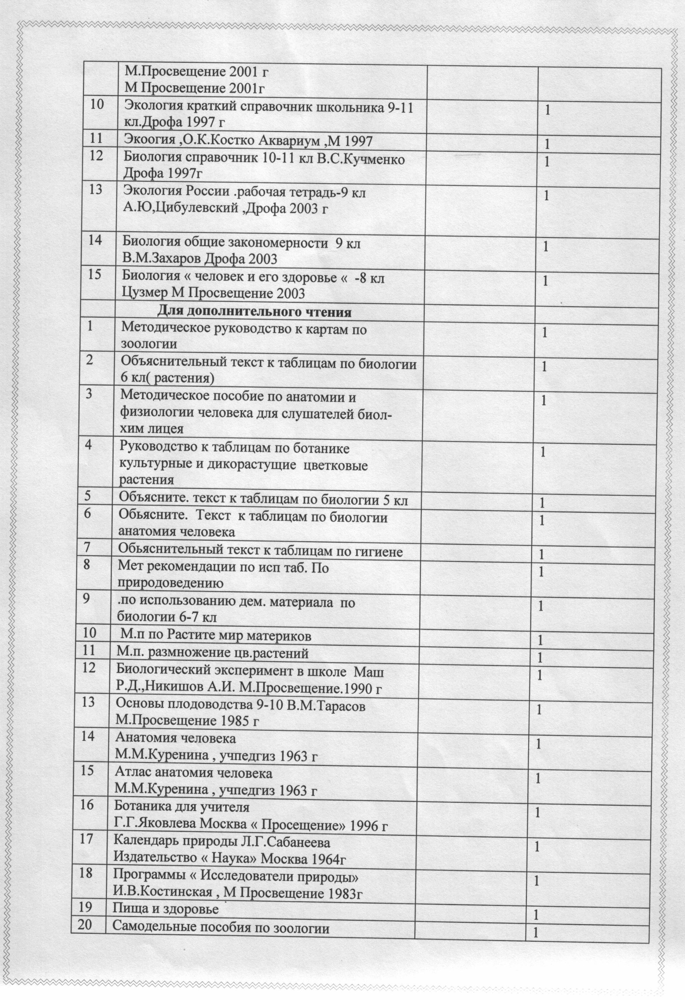 М.Просвещение 2001 г
М Просвещение 2001г
10 Экология краткий справочник школьника 9-11 1
кл.Дрофа 1997 г
11 Экоогия ,О.К.Костко Аквариум ,М 1997 1
12 Биология справочник 10-11 кл В.С.Кучменко 1
Дрофа 1997г
13 Экология России .рабочая тетрадь-9 кл 1
А.Ю,Цибулевский ,Дрофа 2003 г
14 Биология общие закономерности 9 кл 1
В.М.Захаров Дрофа 2003
15 Биология « человек и его здоровье « -8 кл 1
Цузмер М Просвещение 2003
Для дополнительного чтения
1 Методическое руководство к картам по 1
зоологии
2 Объяснительный текст к таблицам по биологии 1
6 кл( растения)
3 Методическое пособие по анатомии и 1
физиологии человека для слушателей биол-
хим лицея
4 Руководство к таблицам по ботанике 1
культурные и дикорастущие цветковые
растения
5 Объясните. текст к таблицам по биологии 5 кл 1
6 Обьясните. Текст к таблицам по биологии 1
анатомия человека
7 Обьяснительный текст к таблицам по гигиене 1
8 Мет рекомендации по исп таб. По 1
природоведению
9 .по использованию дем. материала по 1
биологии 6-7 кл
10 М.п по Растите мир материков 1
11 М.п. размножение цв.растений 1
12 Биологический эксперимент в школе Маш 1
Р.Д.,Никишов А.И. М.Просвещение.1990 г
13 Основы плодоводства 9-10 В.М.Тарасов 1
М.Просвещение 1985 г
14 Анатомия человека 1
М.М.Куренина , учпедгиз 1963 г
15 Атлас анатомия человека 1
М.М.Куренина , учпедгиз 1963 г
16 Ботаника для учителя 1
Г.Г.Яковлева Москва « Просещение» 1996 г
17 Календарь природы Л.Г.Сабанеева 1
Издательство « Наука» Москва 1964г
18 Программы « Исследователи природы» 1
И.В.Костинская , М Просвещение 1983г
19 Пища и здоровье 1
20 Самодельные пособия по зоологии 1